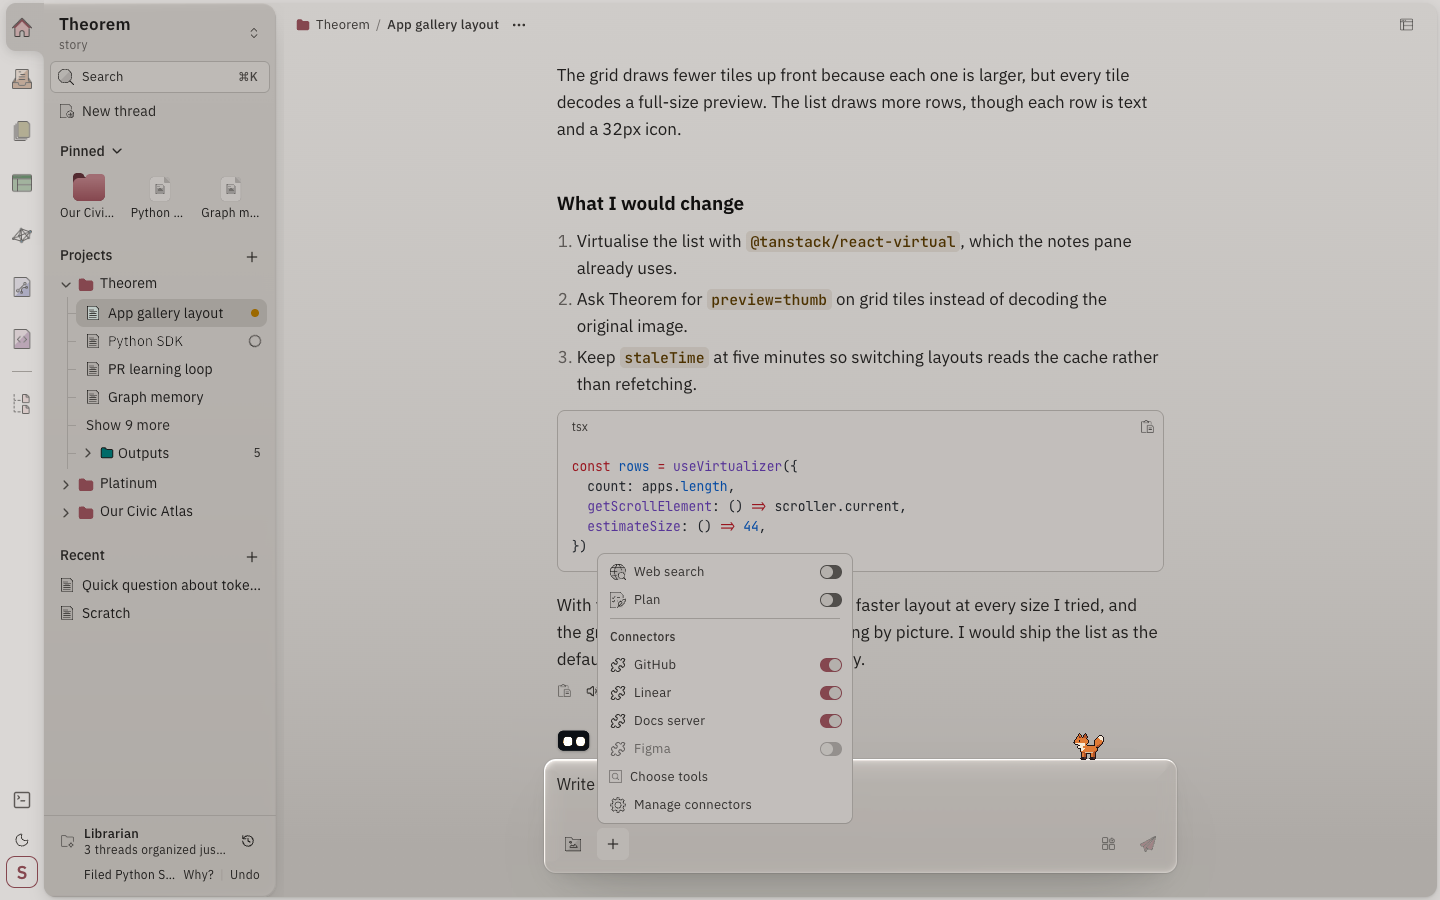 Theorem
story
Search ⌘K
New thread
Pinned
Our Civi...
Python ...
Graph m...
Projects
Theorem
App gallery layout
Python SDK
PR learning loop
Graph memory
Show 9 more
Outputs 5
Platinum
Our Civic Atlas
Recent
Quick question about toke...
Scratch
Librarian
3 threads organized jus...
Filed Python S... Why? Undo
S
Theorem / App gallery layout
The grid draws fewer tiles up front because each one is larger, but every tile
decodes a full-size preview. The list draws more rows, though each row is text
and a 32px icon.
What I would change
1. Virtualise the list with @tanstack/react-virtual, which the notes pane
already uses.
2. Ask Theorem for preview=thumb on grid tiles instead of decoding the
original image.
3. Keep staleTime at five minutes so switching layouts reads the cache rather
than refetching.
tsx
const rows = useVirtualizer({
count: apps.length,
getScrollElement: () => scroller.current,
estimateSize: () => 44,
})
With faster layout at every size I tried, and
the ng by picture. I would ship the list as the
y.
Web search
Plan
Connectors
GitHub
Linear
Docs server
Figma
Choose tools
Manage connectors
Write